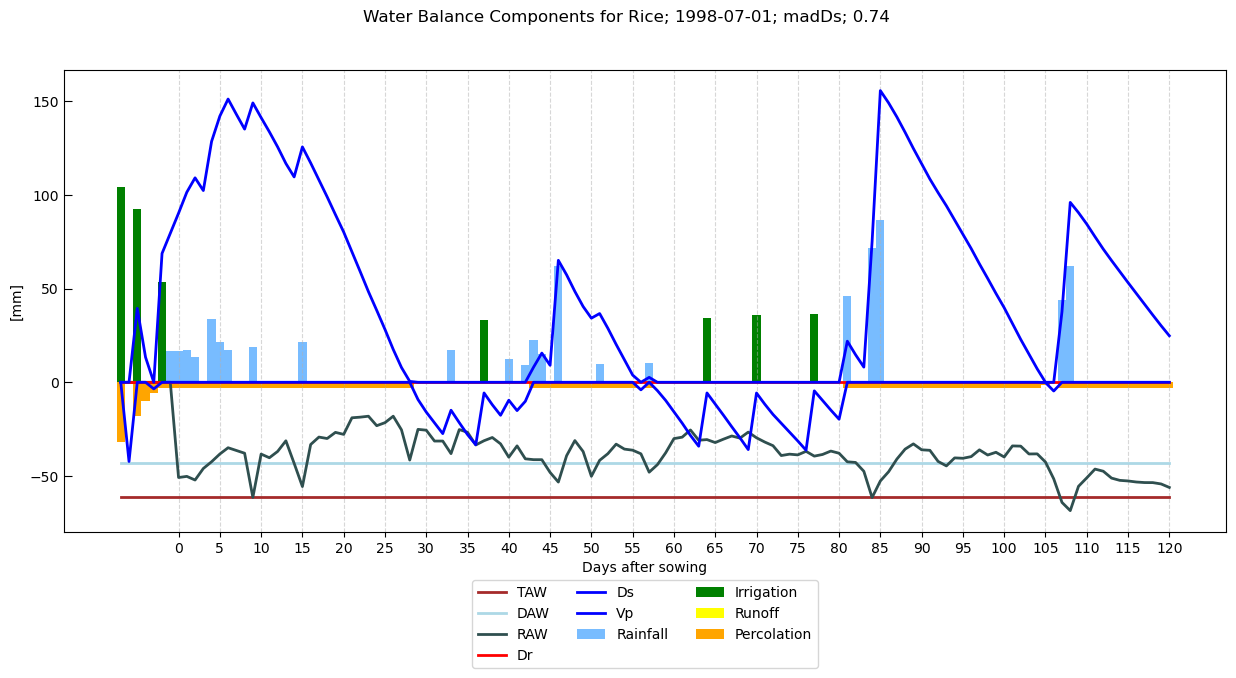 Water Balance Components for Rice; 1998-07-01; madDs; 0.74
150
100
50
0
−50
[mm]
0 5 10 15 20 25 30 35 40 45 50 55 60 65 70 75 80 85 90 95 100 105 110 115 120
Days after sowing
TAW Ds Irrigation
DAW Vp Runoff
RAW Rainfall Percolation
Dr